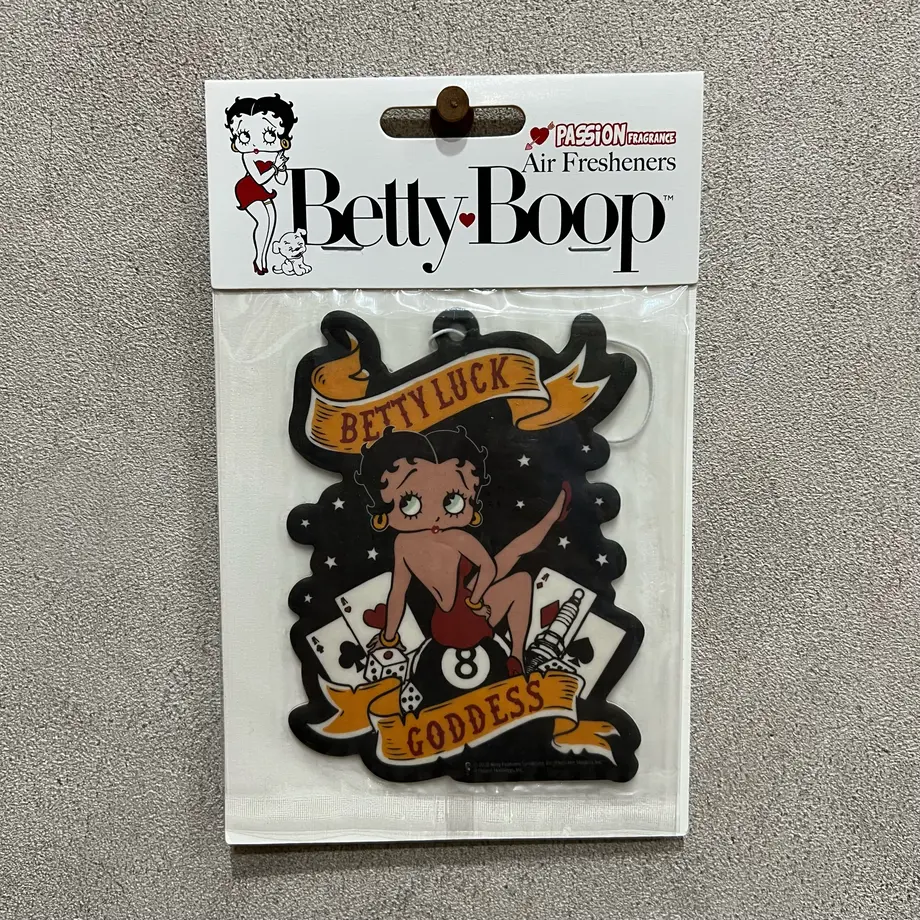 PASSION FRAGRANCE
Air Fresheners
Betty Boop™
BETTY LUCK
A
A
A
8
GODDESS